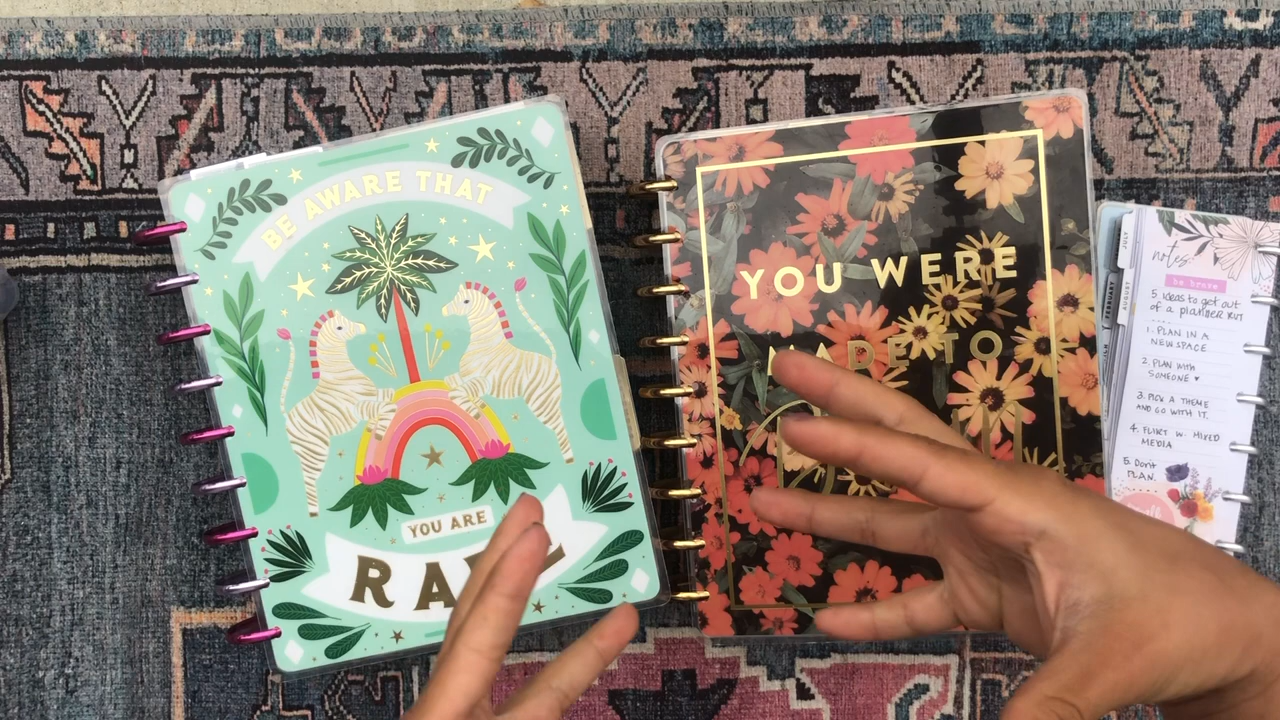 BE AWARE THAT
YOU ARE
YOU WERE
MADE TO
JULY
FEBRUARY
AUGUST
notes:
be brave
5 Ideas to get out
of a planner RUT
1. PLAN IN A
NEW SPACE
2. PLAN WITH
SOMEONE ♥
3. PICK A THEME
AND GO WITH IT.
4. FLIRT W. MIXED
MEDIA
5. Don't
PLAN.